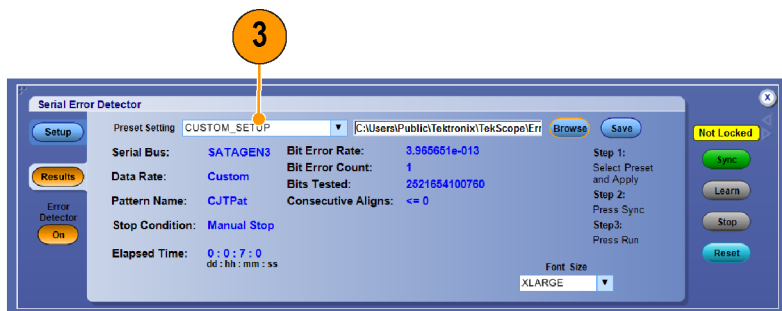 3
Serial Error Detector
Setup
Preset Setting CUSTOM_SETUP C:\Users\Public\Tektronix\TekScope\Err Browse Save
Not Locked
Serial Bus: SATAGEN3 Bit Error Rate: 3.965651e-013
Step 1:
Sync
Bit Error Count: 1
Select Preset
and Apply
Results
Data Rate: Custom
Bits Tested: 2521654100760
Step 2:
Learn
Pattern Name: CJTPat
Consecutive Aligns: <= 0
Press Sync
Error
Detector
On
Stop Condition: Manual Stop
Step3:
Press Run
Stop
Elapsed Time: 0 : 0 : 7 : 0
dd : hh : mm : ss
Reset
Font Size
XLARGE
X